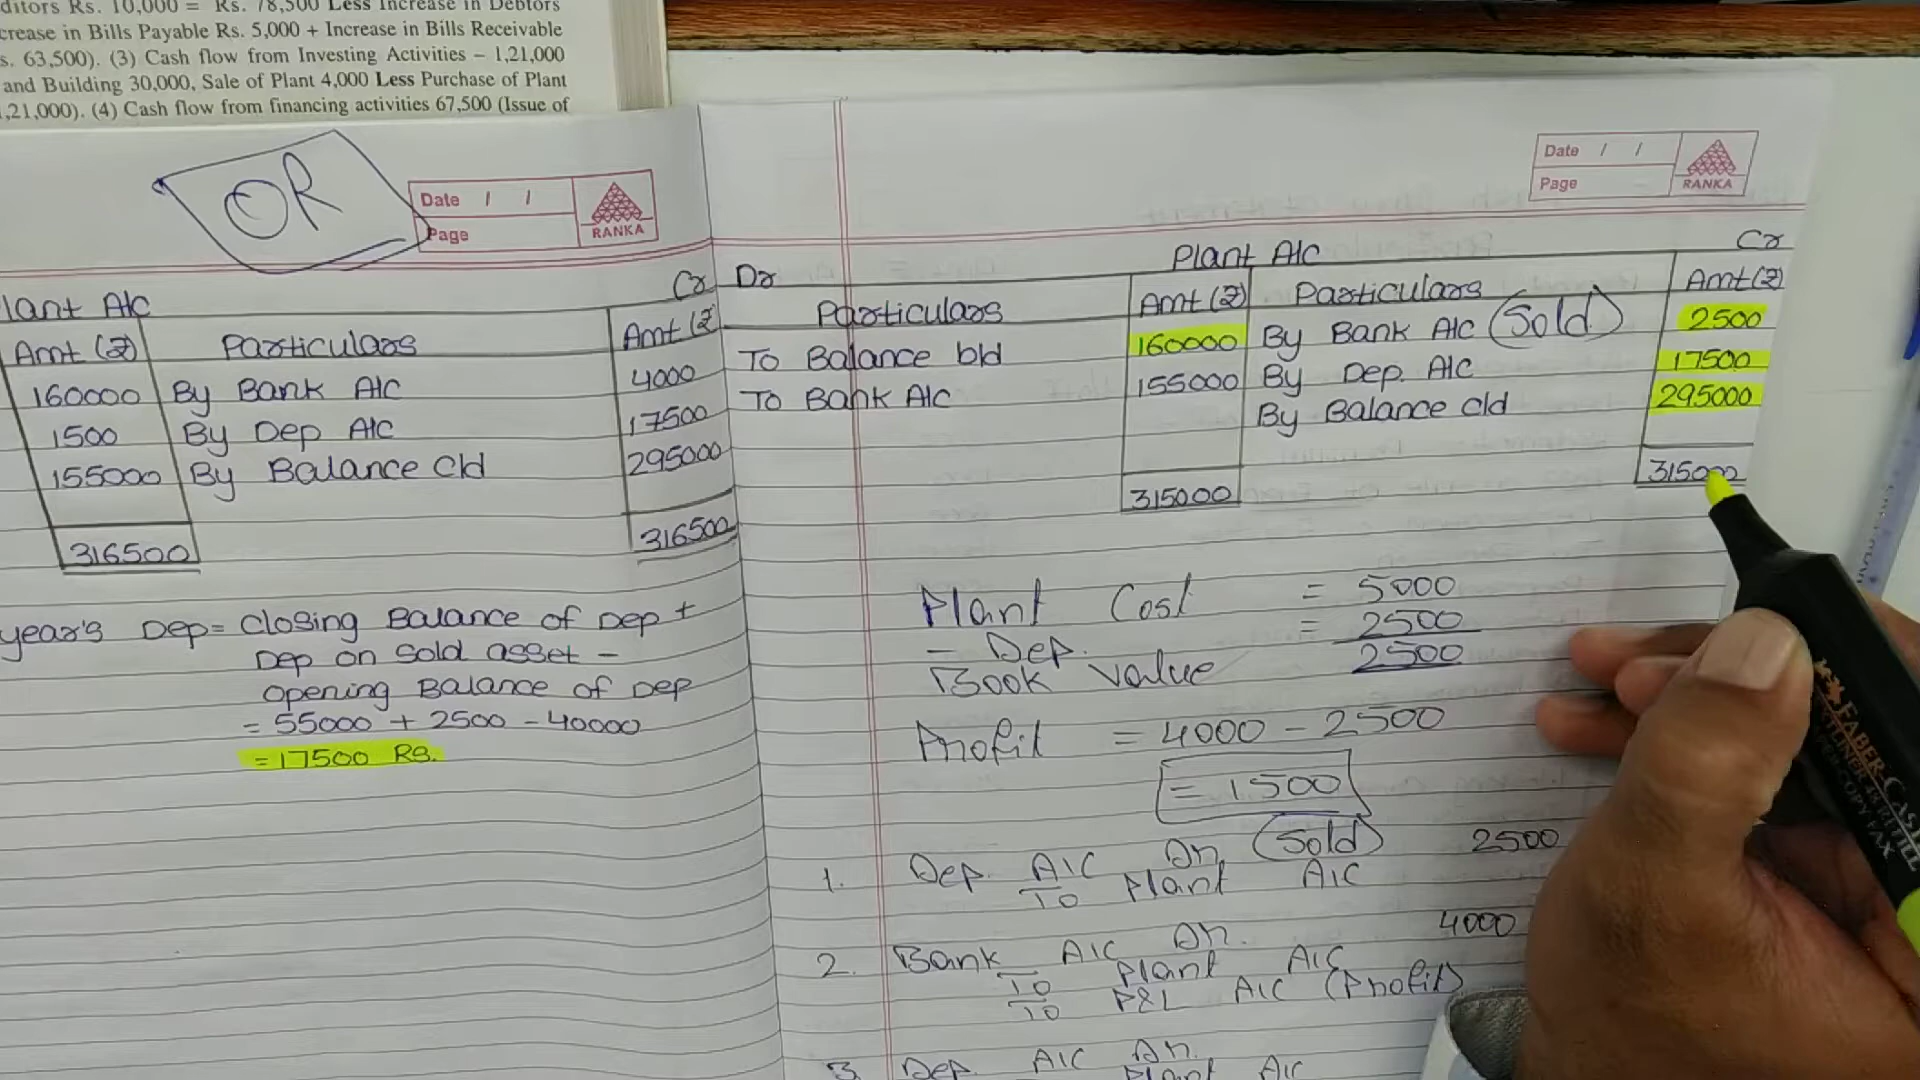 ditors Rs. 10,000 = Rs. 78,500 Less Increase in Debtors
crease in Bills Payable Rs. 5,000 + Increase in Bills Receivable
s. 63,500). (3) Cash flow from Investing Activities – 1,21,000
and Building 30,000, Sale of Plant 4,000 Less Purchase of Plant
,21,000). (4) Cash flow from financing activities 67,500 (Issue of
OR
Date / /
Page
RANKA
lant A/c
Cr
Amt (₹) Particulars Amt (₹
160000 By Bank A/c 4000
1500 By Dep A/c 17500
155000 By Balance c/d 295000
316500 316500
year's Dep = Closing Balance of Dep +
Dep on sold asset -
Opening Balance of Dep
= 55000 + 2500 - 40000
= 17500 Rs.
Date / /
Page
RANKA
Dr Plant A/c Cr
Particulars Amt (₹) Particulars Amt (₹)
To Balance b/d 160000 By Bank A/c (Sold) 2500
To Bank A/c 155000 By Dep. A/c 17500
By Balance c/d 295000
315000 315000
Plant Cost = 5000
- Dep. = 2500
Book Value 2500
Profit = 4000 - 2500
= 1500
1. Dep. A/c Dr. (Sold) 2500
To Plant A/c
2. Bank A/c Dr. 4000
To Plant A/c
To P&L A/c (Profit)
3. Dep. A/c Dr.
Plant A/c
FABER-CASTELL